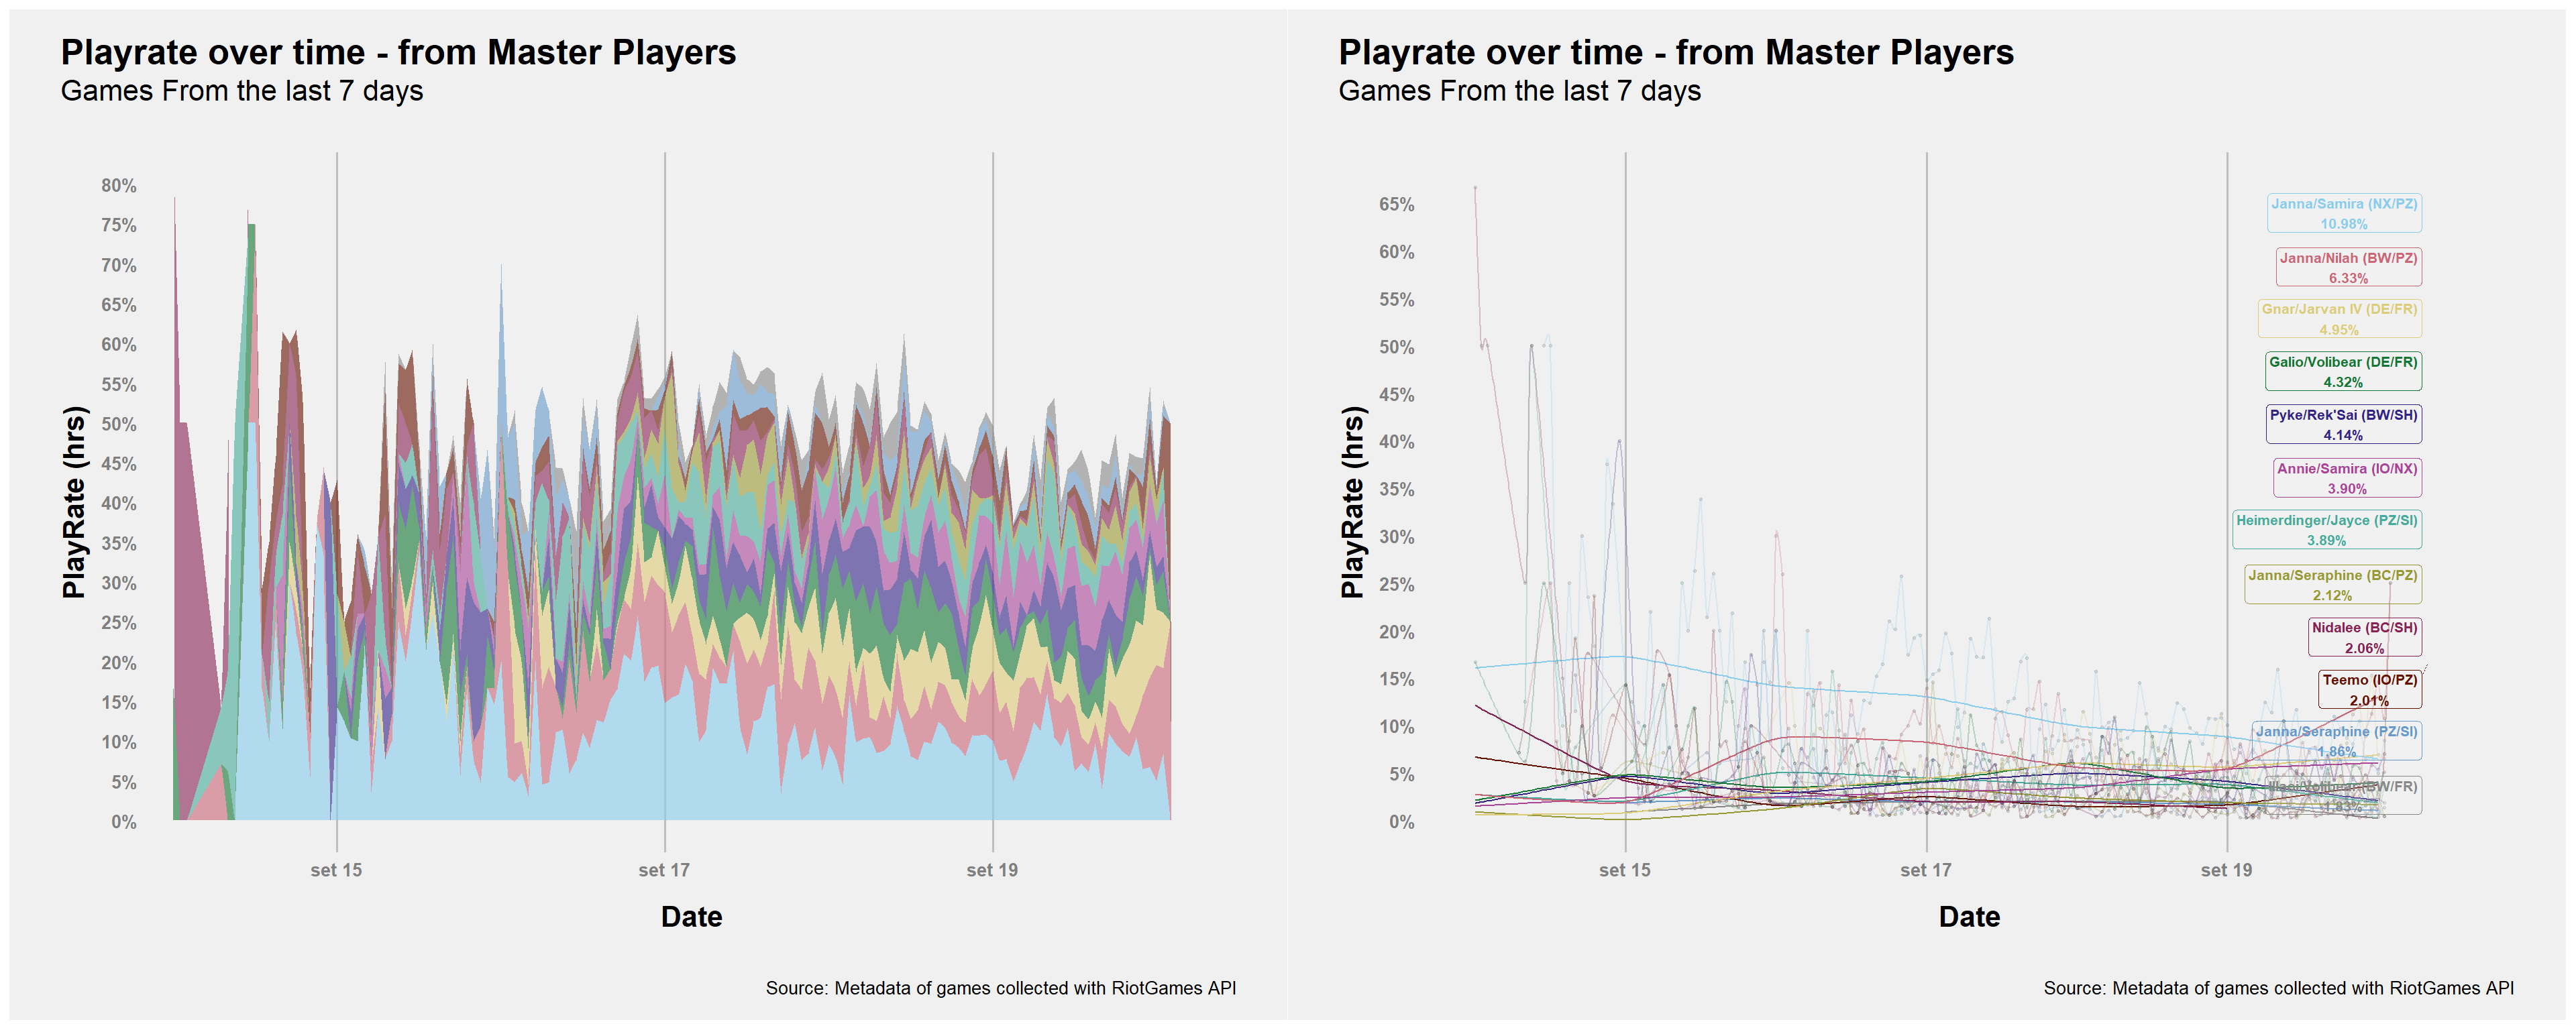 Playrate over time - from Master Players
Games From the last 7 days
80%
75%
70%
65%
60%
55%
50%
45%
40%
35%
30%
25%
20%
15%
10%
5%
0%
PlayRate (hrs)
set 15
set 17
set 19
Date
Source: Metadata of games collected with RiotGames API
Playrate over time - from Master Players
Games From the last 7 days
65%
60%
55%
50%
45%
40%
35%
30%
25%
20%
15%
10%
5%
0%
PlayRate (hrs)
Janna/Samira (NX/PZ)
10.98%
Janna/Nilah (BW/PZ)
6.33%
Gnar/Jarvan IV (DE/FR)
4.95%
Galio/Volibear (DE/FR)
4.32%
Pyke/Rek'Sai (BW/SH)
4.14%
Annie/Samira (IO/NX)
3.90%
Heimerdinger/Jayce (PZ/SI)
3.89%
Janna/Seraphine (BC/PZ)
2.12%
Nidalee (BC/SH)
2.06%
Teemo (IO/PZ)
2.01%
Janna/Seraphine (PZ/SI)
1.86%
(BW/FR)
1.83%
set 15
set 17
set 19
Date
Source: Metadata of games collected with RiotGames API